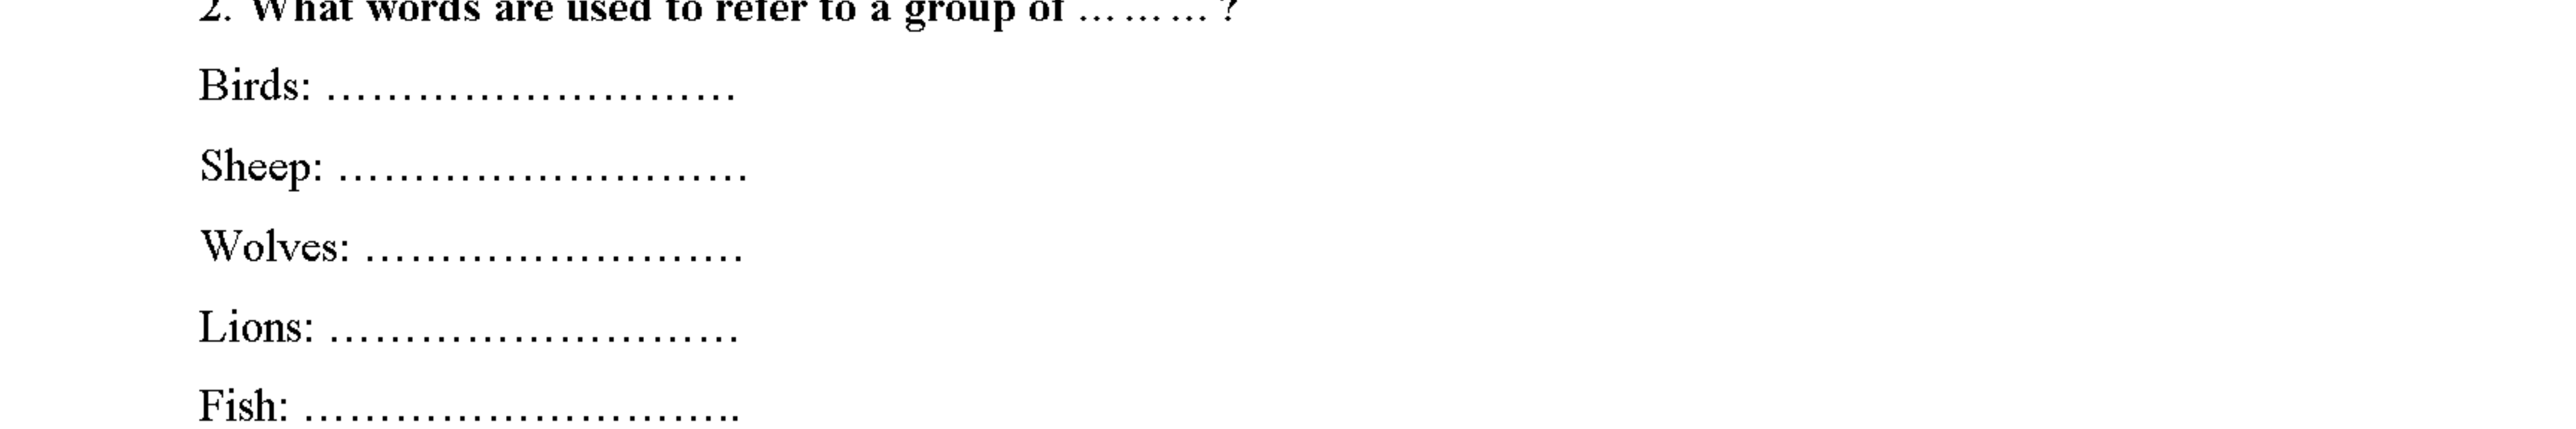 2. What words are used to refer to a group of ………?
Birds: ………………………
Sheep: ………………………
Wolves: ……………………
Lions: ………………………
Fish: ………………………..